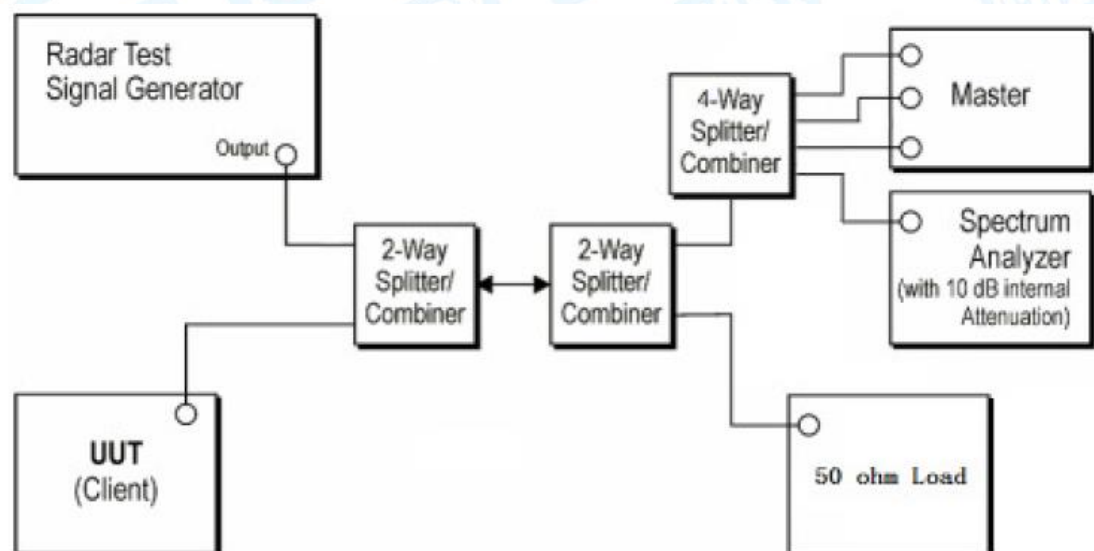 Radar Test
Signal Generator
Output
4-Way
Splitter/
Combiner
Master
2-Way
Splitter/
Combiner
2-Way
Splitter/
Combiner
Spectrum
Analyzer
(with 10 dB internal
Attenuation)
UUT
(Client)
50 ohm Load